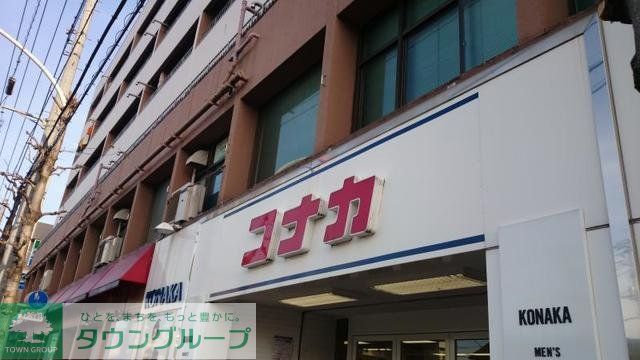 コナカ
KONAKA
KONAKA
MEN'S
ひとを、まちを、もっと豊かに。
タウングループ
TOWN GROUP